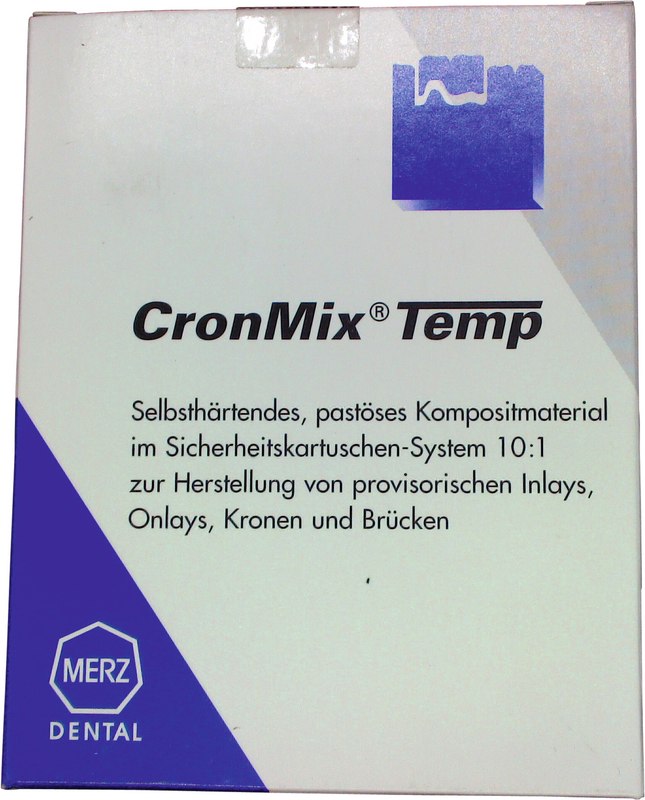 CronMix® Temp
Selbsthärtendes, pastöses Kompositmaterial
im Sicherheitskartuschen-System 10:1
zur Herstellung von provisorischen Inlays,
Onlays, Kronen und Brücken
MERZ
DENTAL